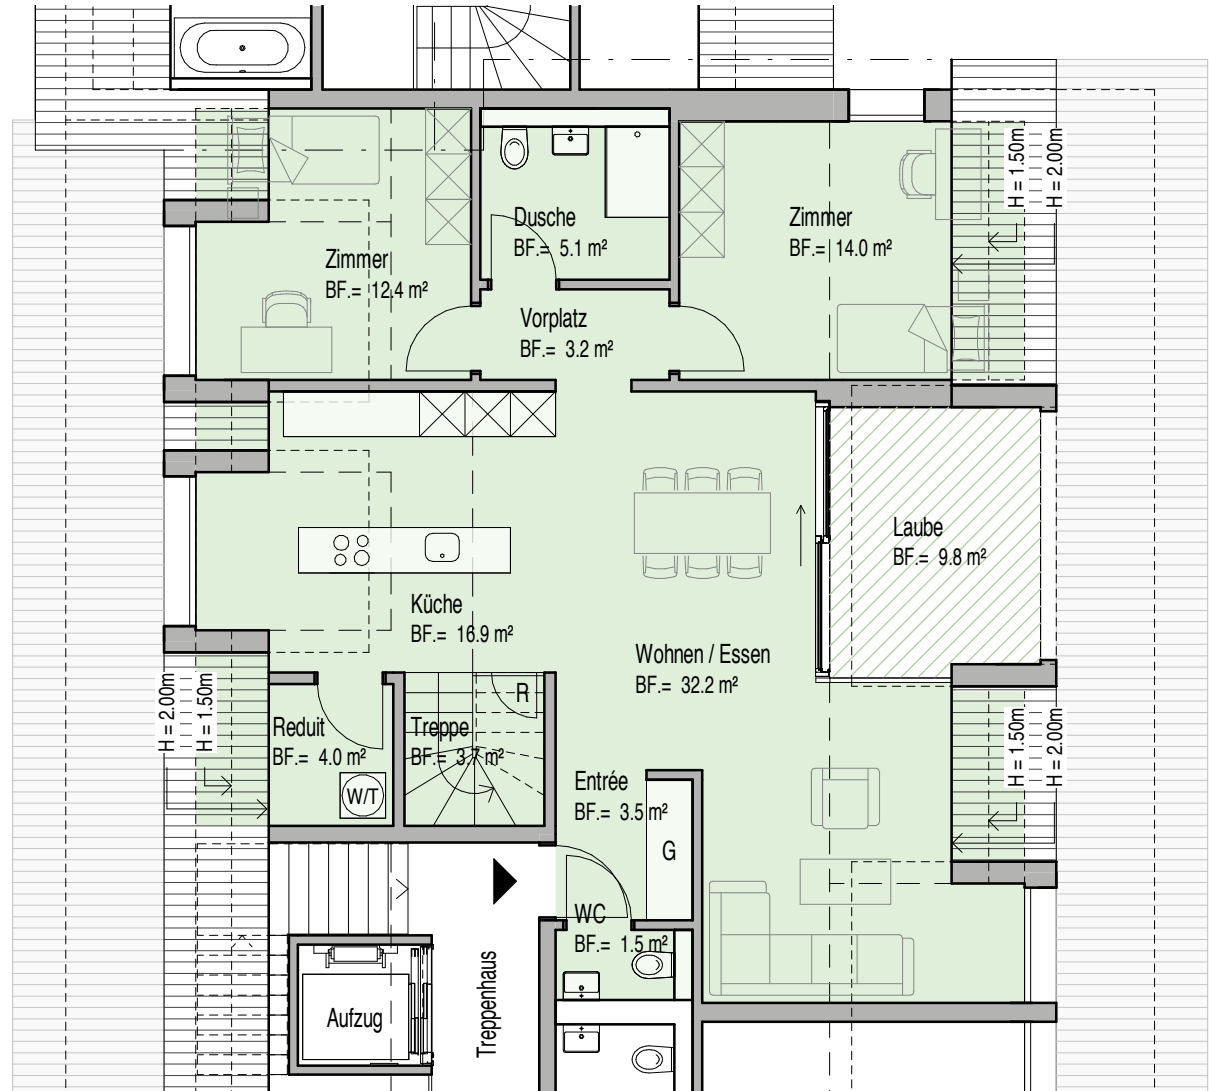 H = 1.50m
H = 2.00m
Dusche
BF.= 5.1 m²
Zimmer
BF.= 14.0 m²
Zimmer
BF.= 12.4 m²
Vorplatz
BF.= 3.2 m²
Laube
BF.= 9.8 m²
Küche
BF.= 16.9 m²
Wohnen / Essen
BF.= 32.2 m²
R
H = 2.00m
H = 1.50m
Reduit
BF.= 4.0 m²
Treppe
BF.= 3.7 m²
H = 1.50m
H = 2.00m
W/T
Entrée
BF.= 3.5 m²
G
WC
BF.= 1.5 m²
Treppenhaus
Aufzug